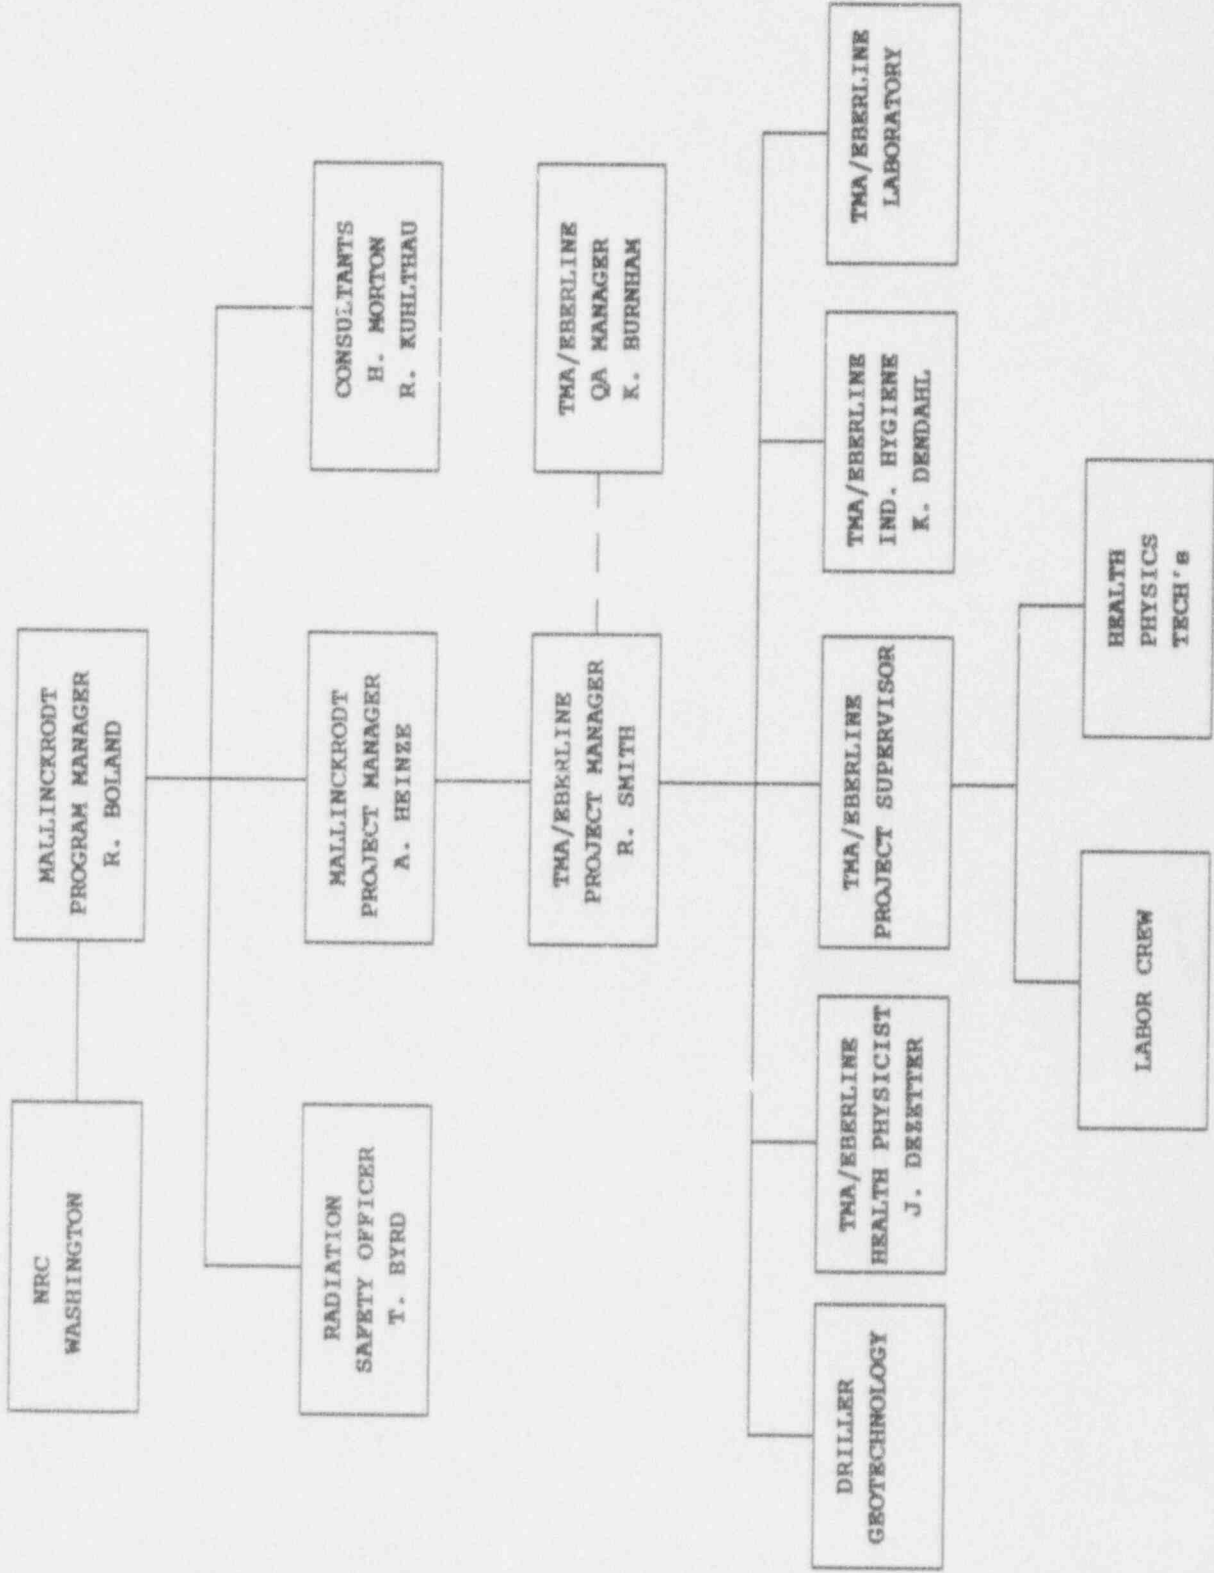 NRC
WASHINGTON
MALLINCKRODT
PROGRAM MANAGER
R. BOLAND
RADIATION
SAFETY OFFICER
T. BYRD
MALLINCKRODT
PROJECT MANAGER
A. HEINZE
CONSULTANTS
H. MORTON
R. KUHLTHAU
TMA/EBERLINE
PROJECT MANAGER
R. SMITH
TMA/EBERLINE
QA MANAGER
K. BURNHAM
DRILLER
GEOTECHNOLOGY
TMA/EBERLINE
HEALTH PHYSICIST
J. DEZETTER
TMA/EBERLINE
PROJECT SUPERVISOR
TMA/EBERLINE
IND. HYGIENE
K. DENDAHL
TMA/EBERLINE
LABORATORY
LABOR CREW
HEALTH
PHYSICS
TECH's